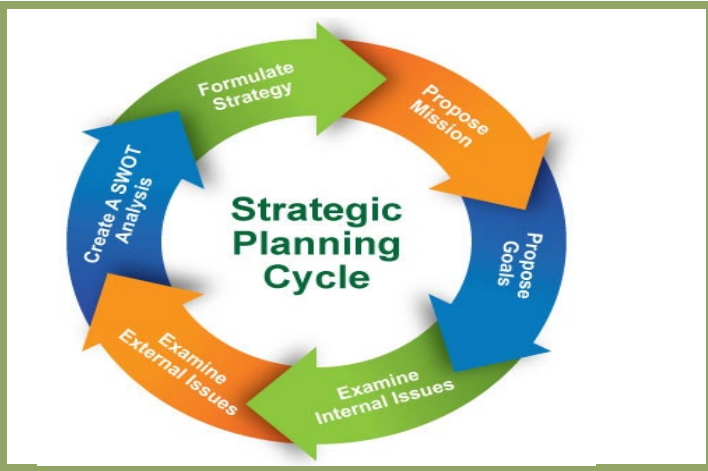 Strategic
Planning
Cycle
Formulate
Strategy
Propose
Mission
Propose
Goals
Examine
Internal Issues
Examine
External Issues
Create A SWOT
Analysis